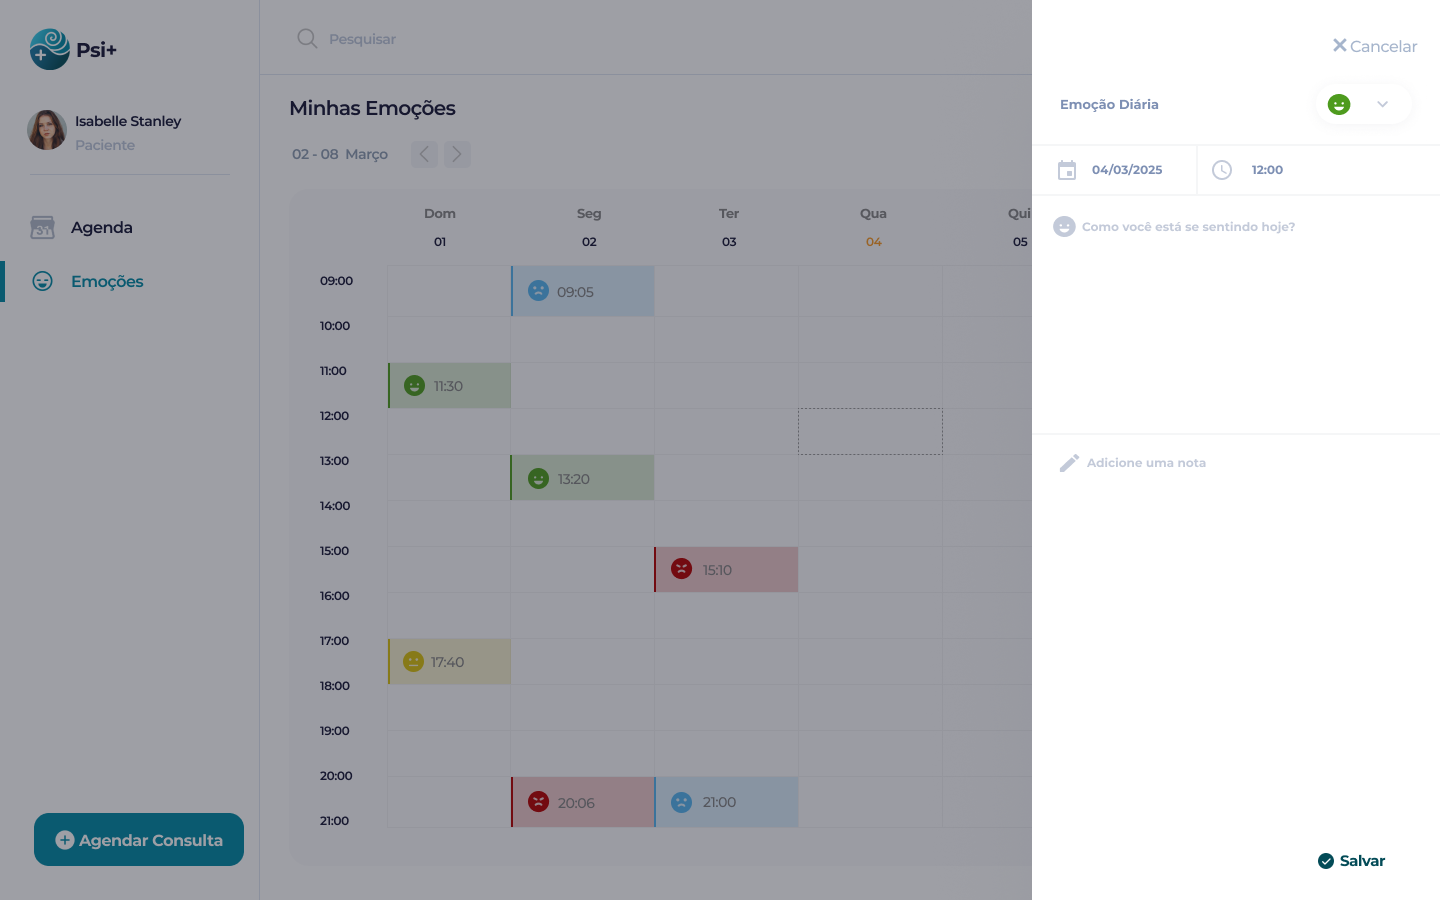 Psi+
Isabelle Stanley
Paciente
Agenda
Emoções
Agendar Consulta
Pesquisar
Minhas Emoções
02 - 08 Março
Dom Seg Ter Qua Qui
01 02 03 04 05
09:00
09:05
10:00
11:00
11:30
12:00
13:00
13:20
14:00
15:00
15:10
16:00
17:00
17:40
18:00
19:00
20:00
20:06 21:00
21:00
Cancelar
Emoção Diária
04/03/2025 12:00
Como você está se sentindo hoje?
Adicione uma nota
Salvar